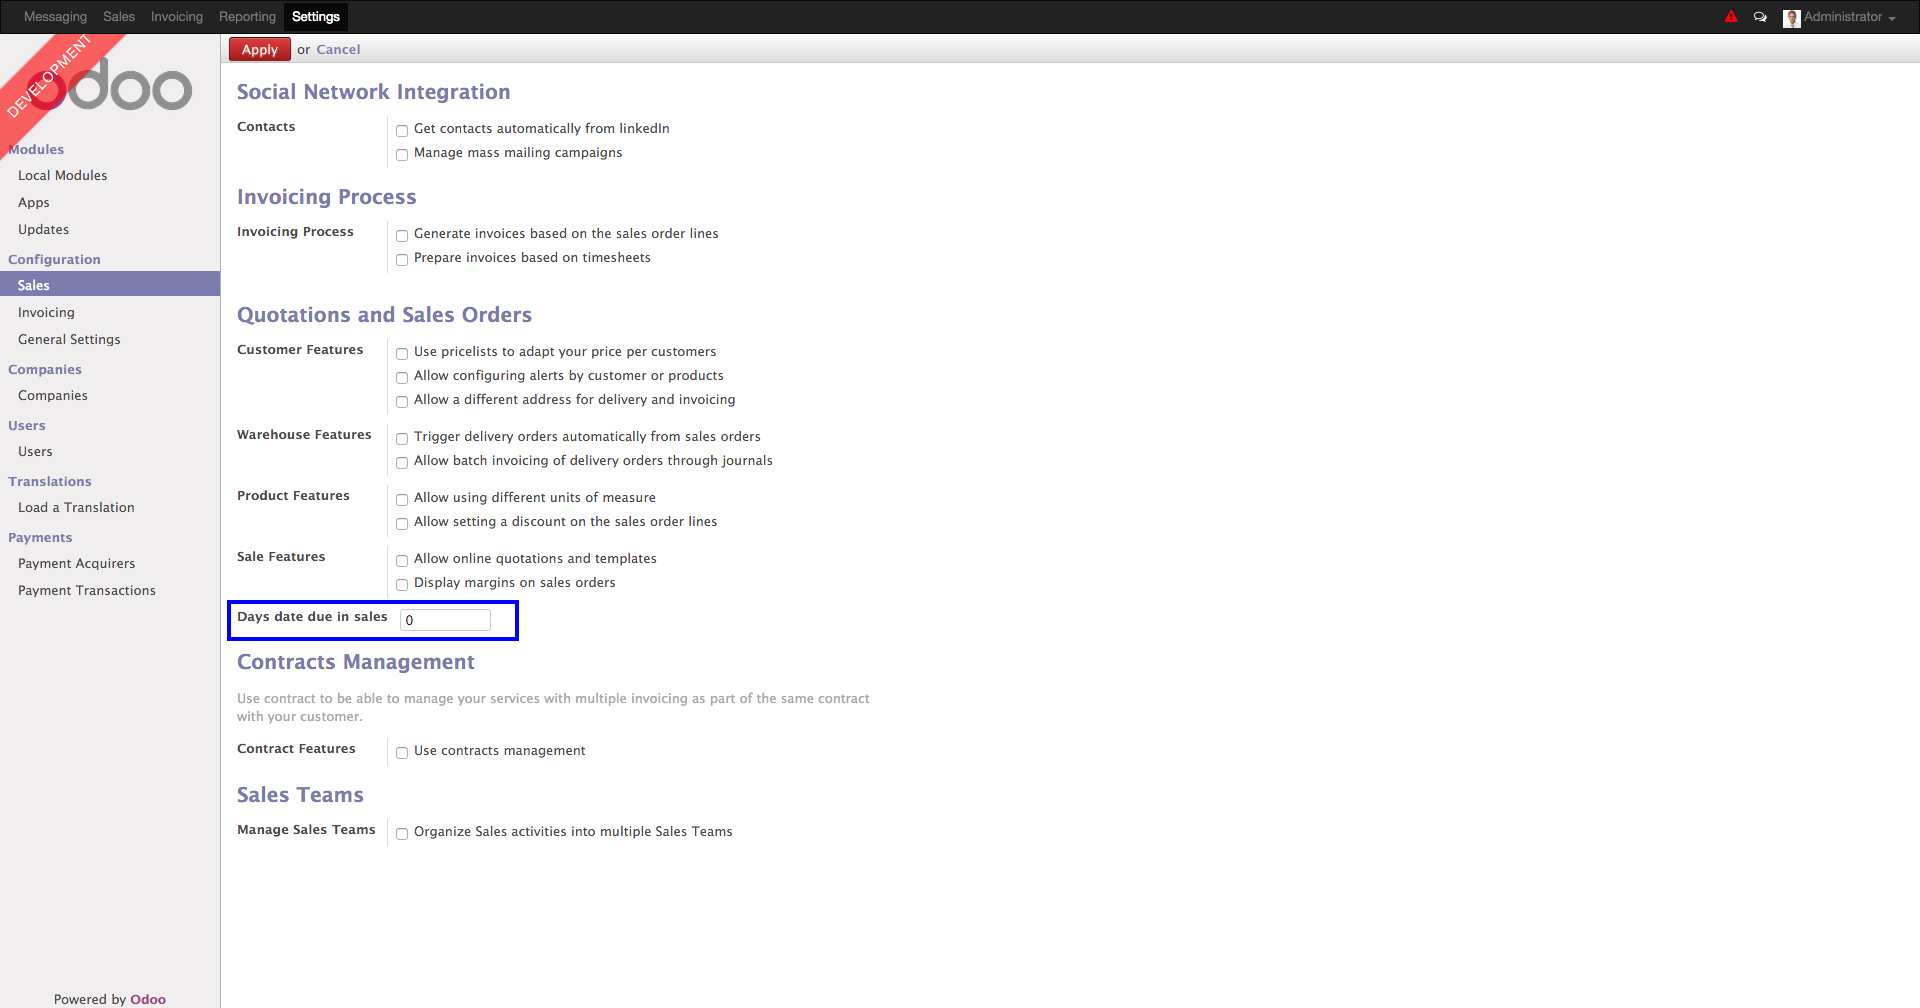 Messaging Sales Invoicing Reporting Settings Administrator
DEVELOPMENT
odoo
Modules
Local Modules
Apps
Updates
Configuration
Sales
Invoicing
General Settings
Companies
Companies
Users
Users
Translations
Load a Translation
Payments
Payment Acquirers
Payment Transactions
Powered by Odoo
Apply or Cancel
Social Network Integration
Contacts
Get contacts automatically from linkedIn
Manage mass mailing campaigns
Invoicing Process
Invoicing Process
Generate invoices based on the sales order lines
Prepare invoices based on timesheets
Quotations and Sales Orders
Customer Features
Use pricelists to adapt your price per customers
Allow configuring alerts by customer or products
Allow a different address for delivery and invoicing
Warehouse Features
Trigger delivery orders automatically from sales orders
Allow batch invoicing of delivery orders through journals
Product Features
Allow using different units of measure
Allow setting a discount on the sales order lines
Sale Features
Allow online quotations and templates
Display margins on sales orders
Days date due in sales 0
Contracts Management
Use contract to be able to manage your services with multiple invoicing as part of the same contract
with your customer.
Contract Features
Use contracts management
Sales Teams
Manage Sales Teams
Organize Sales activities into multiple Sales Teams